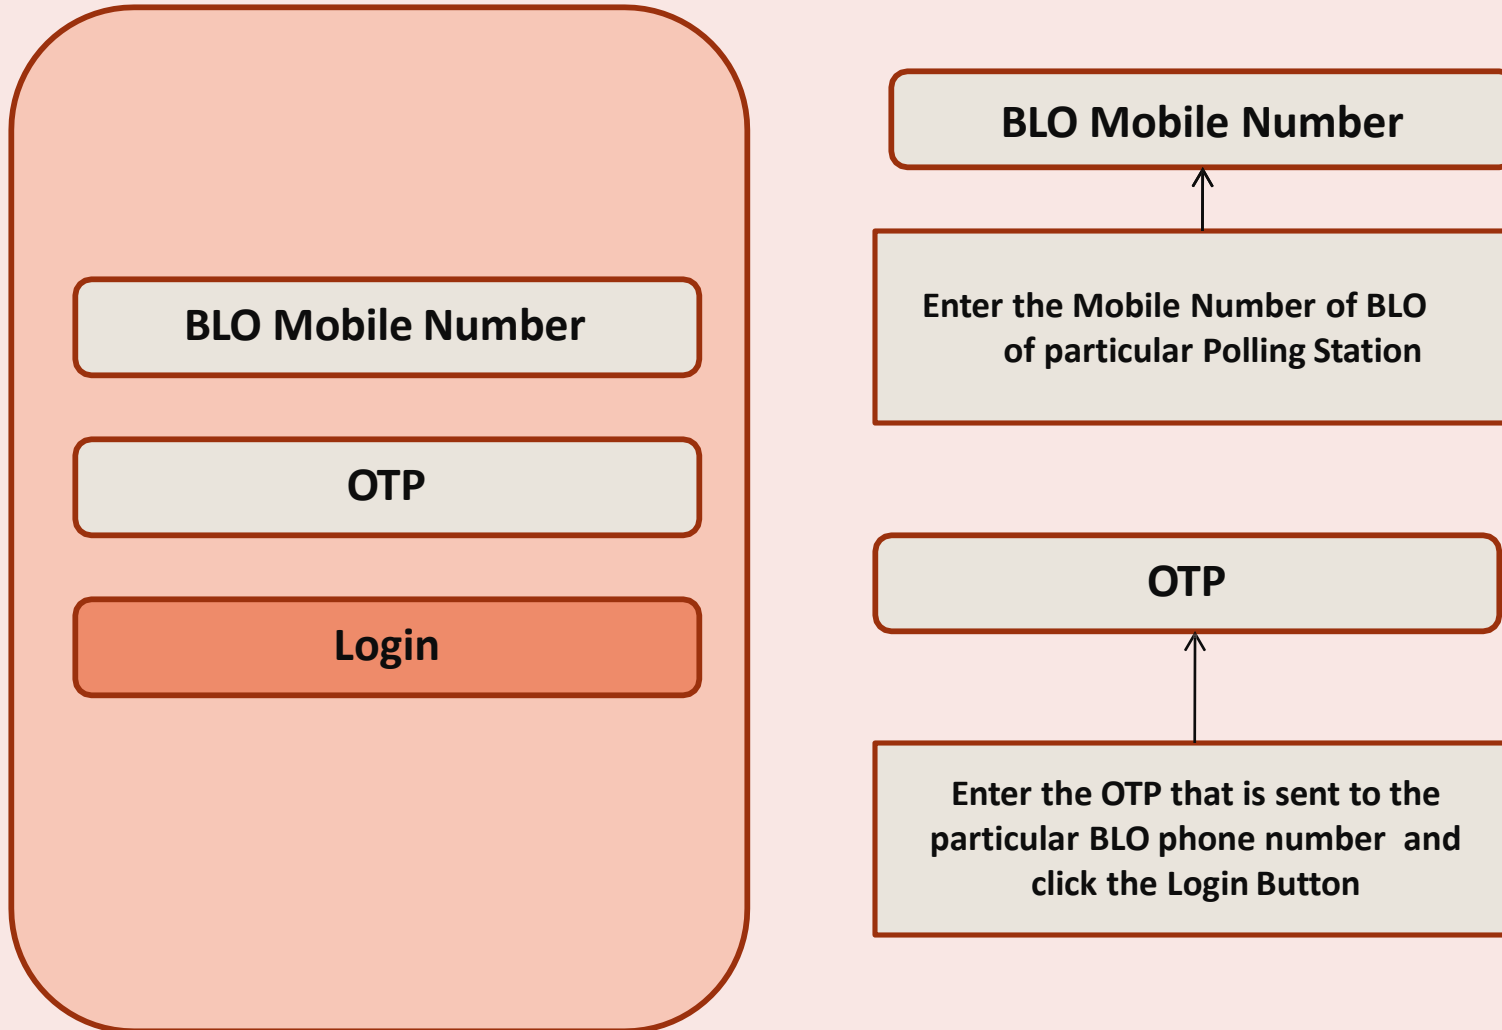 BLO Mobile Number
OTP
Login
BLO Mobile Number
Enter the Mobile Number of BLO
of particular Polling Station
OTP
Enter the OTP that is sent to the
particular BLO phone number  and
click the Login Button